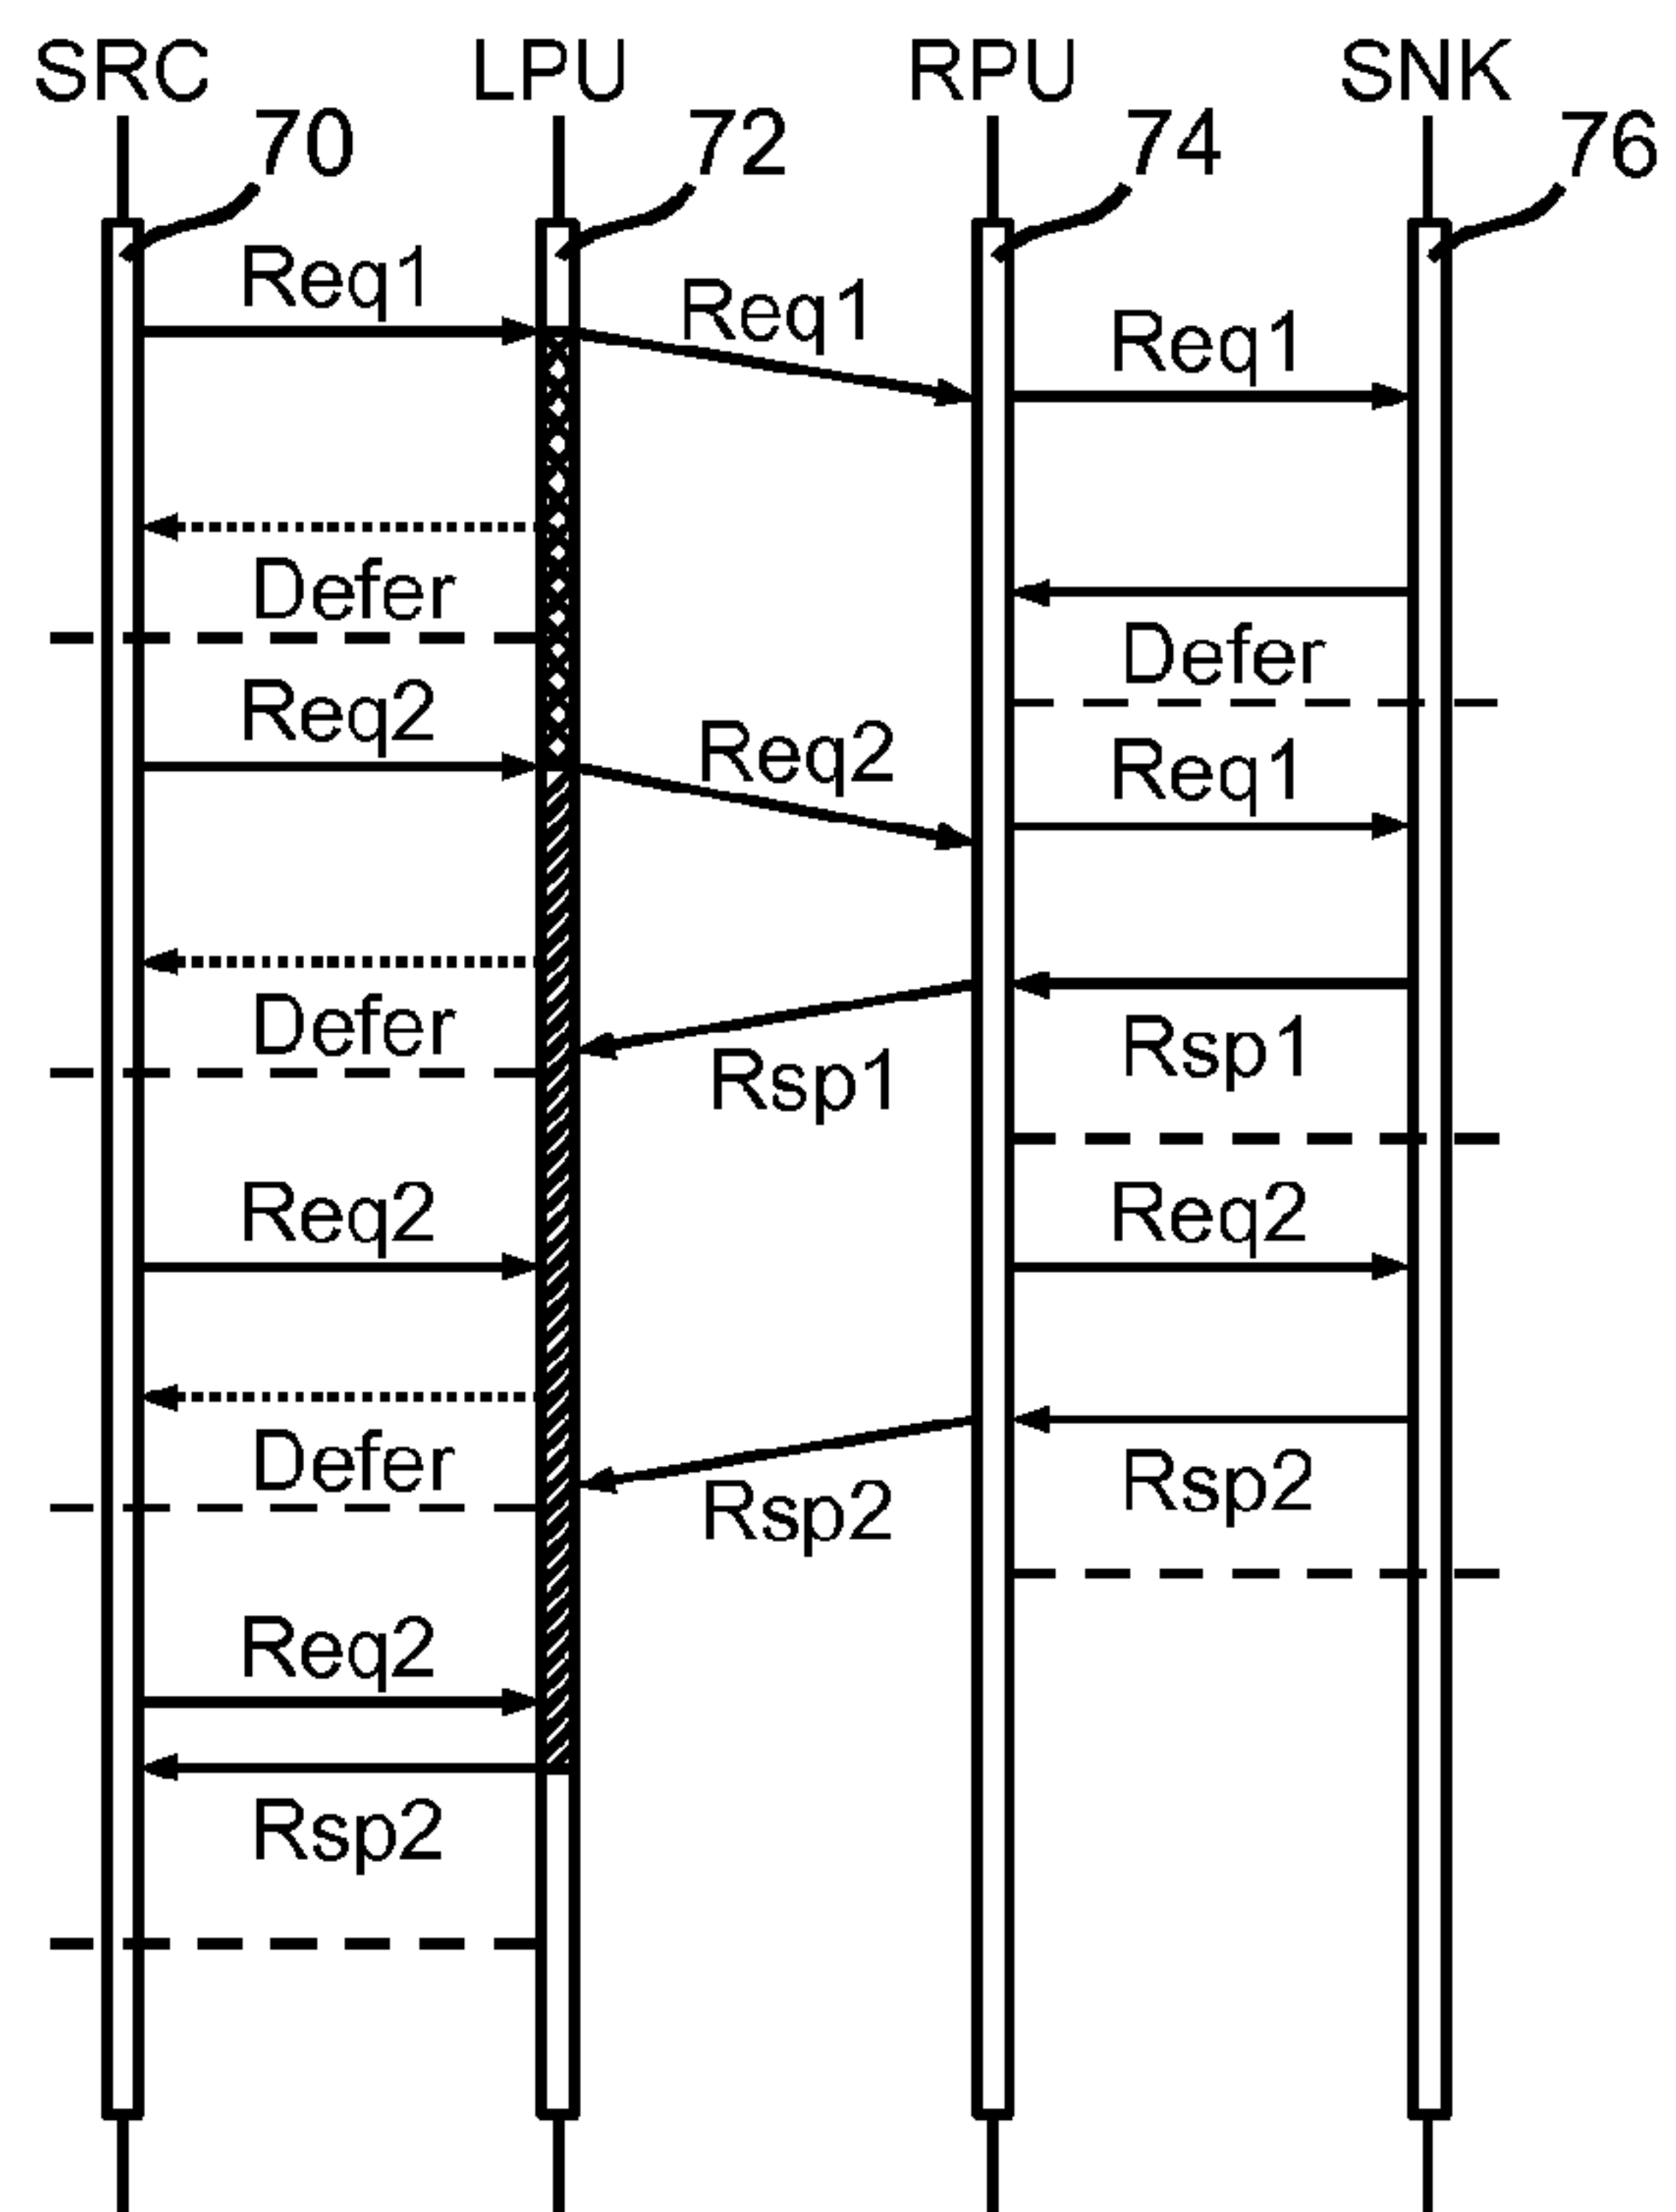 SRC LPU RPU SNK
70 72 74 76
Req1 Req1 Req1
Defer
Defer
Req2 Req2 Req1
Defer
Rsp1 Rsp1
Req2 Req2
Defer
Rsp2 Rsp2
Req2
Rsp2